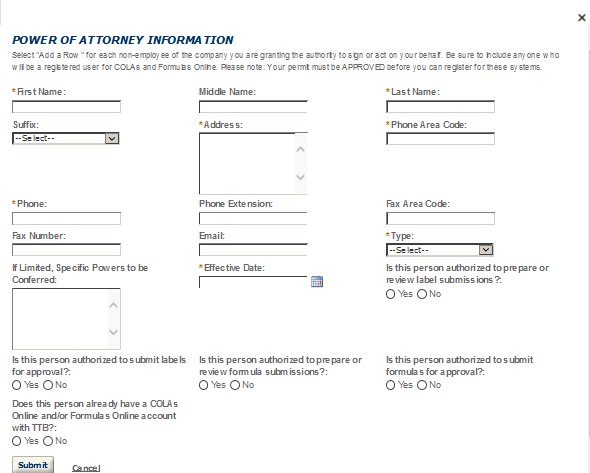 ×
POWER OF ATTORNEY INFORMATION
Select "Add a Row" for each non-employee of the company you are granting the authority to sign or act on your behalf. Be sure to include anyone who
will be a registered user for COLAs and Formulas Online. Please note: Your permit must be APPROVED before you can register for these systems.
*First Name: Middle Name: *Last Name:
Suffix: *Address: *Phone Area Code:
--Select--
*Phone: Phone Extension: Fax Area Code:
Fax Number: Email: *Type:
--Select--
If Limited, Specific Powers to be *Effective Date: Is this person authorized to prepare or
Conferred: review label submissions?:
Yes No
Is this person authorized to submit labels Is this person authorized to prepare or Is this person authorized to submit
for approval?: review formula submissions?: formulas for approval?:
Yes No Yes No Yes No
Does this person already have a COLAs
Online and/or Formulas Online account
with TTB?:
Yes No
Submit Cancel